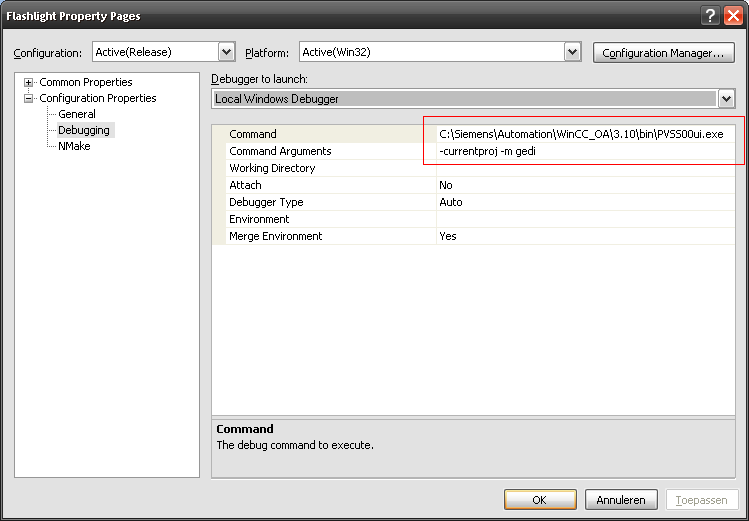 Flashlight Property Pages
Configuration: Active(Release) Platform: Active(Win32) Configuration Manager...
Common Properties
Configuration Properties
General
Debugging
NMake
Debugger to launch:
Local Windows Debugger
Command C:\Siemens\Automation\WinCC_OA\3.10\bin\PVSS00ui.exe
Command Arguments -currentproj -m gedi
Working Directory
Attach No
Debugger Type Auto
Environment
Merge Environment Yes
Command
The debug command to execute.
OK Annuleren Toepassen